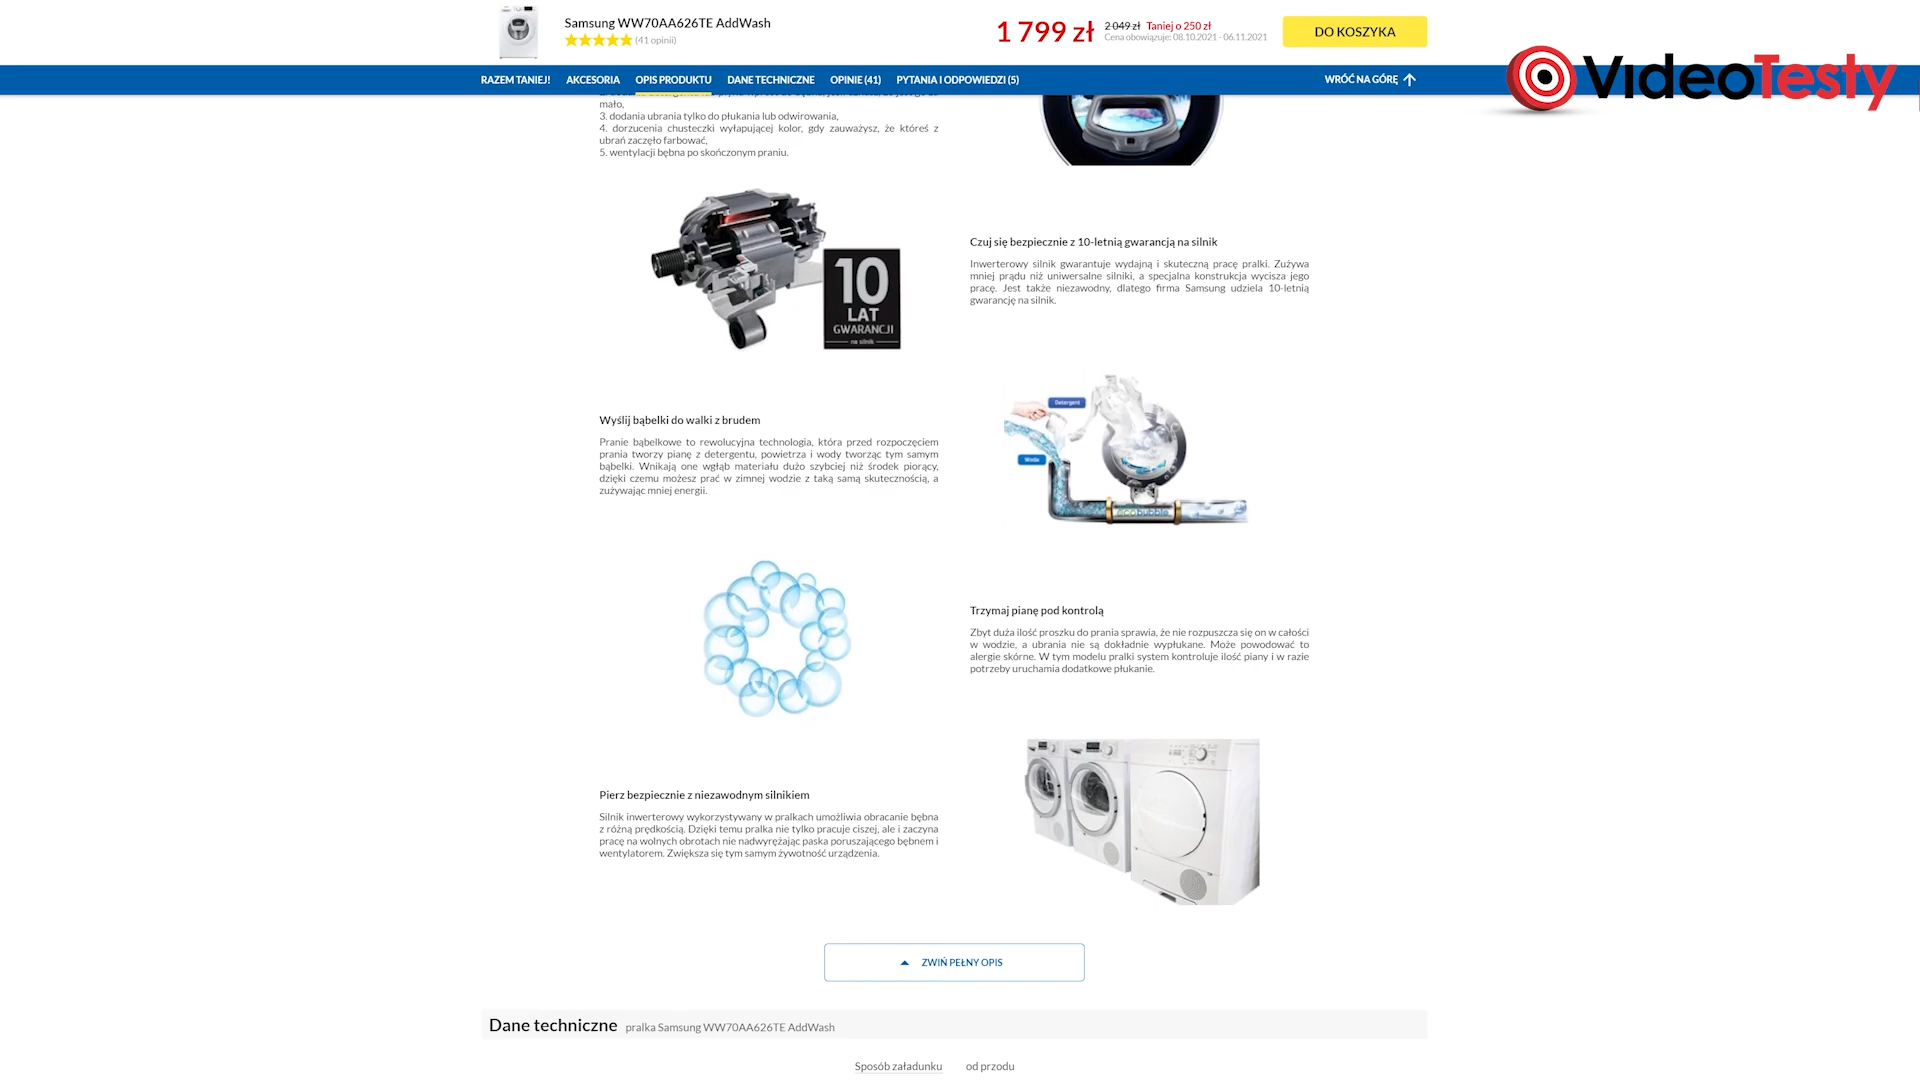 Samsung WW70AA626TE AddWash
(41 opinii)
1 799 zł
2 049 zł Taniej o 250 zł
Cena obowiązuje: 08.10.2021 - 06.11.2021
DO KOSZYKA
RAZEM TANIEJ! AKCESORIA OPIS PRODUKTU DANE TECHNICZNE OPINIE (41) PYTANIA I ODPOWIEDZI (5)
WRÓĆ NA GÓRĘ
VideoTesty
mało,
3. dodania ubrania tylko do płukania lub odwirowania,
4. dorzucenia chusteczki wyłapującej kolor, gdy zauważysz, że któreś z
ubrań zaczęło farbować,
5. wentylacji bębna po skończonym praniu.
10
LAT
GWARANCJI
na silnik
Czuj się bezpiecznie z 10-letnią gwarancją na silnik
Inwerterowy silnik gwarantuje wydajną i skuteczną pracę pralki. Zużywa
mniej prądu niż uniwersalne silniki, a specjalna konstrukcja wycisza jego
pracę. Jest także niezawodny, dlatego firma Samsung udziela 10-letnią
gwarancję na silnik.
Wyślij bąbelki do walki z brudem
Pranie bąbelkowe to rewolucyjna technologia, która przed rozpoczęciem
prania tworzy pianę z detergentu, powietrza i wody tworząc tym samym
bąbelki. Wnikają one wgłąb materiału dużo szybciej niż środek piorący,
dzięki czemu możesz prać w zimnej wodzie z taką samą skutecznością, a
zużywając mniej energii.
Detergent
Woda
ecobubble
Trzymaj pianę pod kontrolą
Zbyt duża ilość proszku do prania sprawia, że nie rozpuszcza się on w całości
w wodzie, a ubrania nie są dokładnie wypłukane. Może powodować to
alergie skórne. W tym modelu pralki system kontroluje ilość piany i w razie
potrzeby uruchamia dodatkowe płukanie.
Pierz bezpiecznie z niezawodnym silnikiem
Silnik inwerterowy wykorzystywany w pralkach umożliwia obracanie bębna
z różną prędkością. Dzięki temu pralka nie tylko pracuje ciszej, ale i zaczyna
pracę na wolnych obrotach nie nadwyrężając paska poruszającego bębnem i
wentylatorem. Zwiększa się tym samym żywotność urządzenia.
ZWIŃ PEŁNY OPIS
Dane techniczne pralka Samsung WW70AA626TE AddWash
Sposób załadunku od przodu